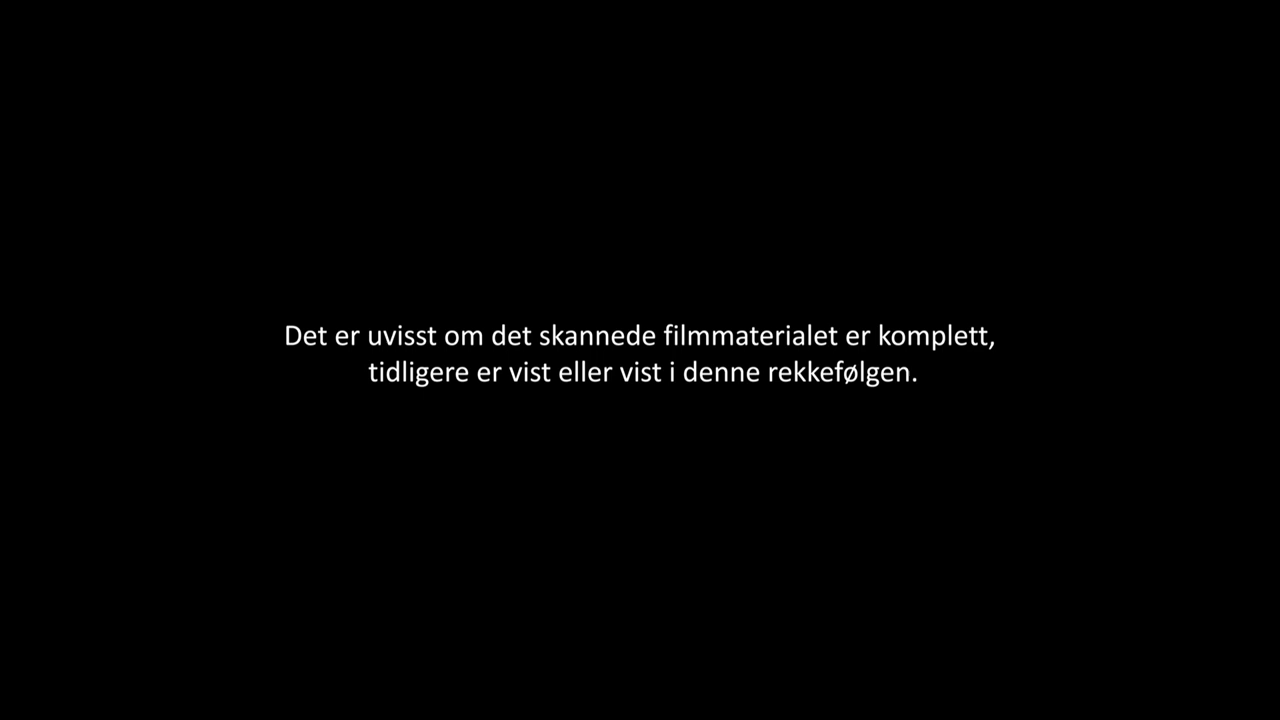 Det er uvisst om det skannede filmmaterialet er komplett,
tidligere er vist eller vist i denne rekkefølgen.